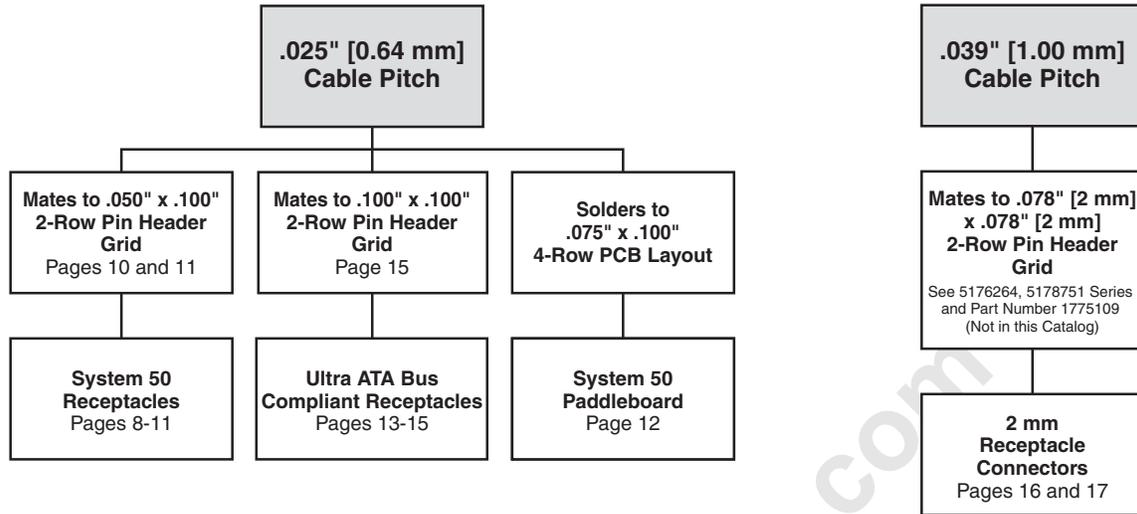 .025" [0.64 mm]
Cable Pitch
Mates to .050" x .100"
2-Row Pin Header
Grid
Pages 10 and 11
Mates to .100" x .100"
2-Row Pin Header
Grid
Page 15
Solders to
.075" x .100"
4-Row PCB Layout
System 50
Receptacles
Pages 8-11
Ultra ATA Bus
Compliant Receptacles
Pages 13-15
System 50
Paddleboard
Page 12
.039" [1.00 mm]
Cable Pitch
Mates to .078" [2 mm]
x .078" [2 mm]
2-Row Pin Header
Grid
See 5176264, 5178751 Series
and Part Number 1775109
(Not in this Catalog)
2 mm
Receptacle
Connectors
Pages 16 and 17
com